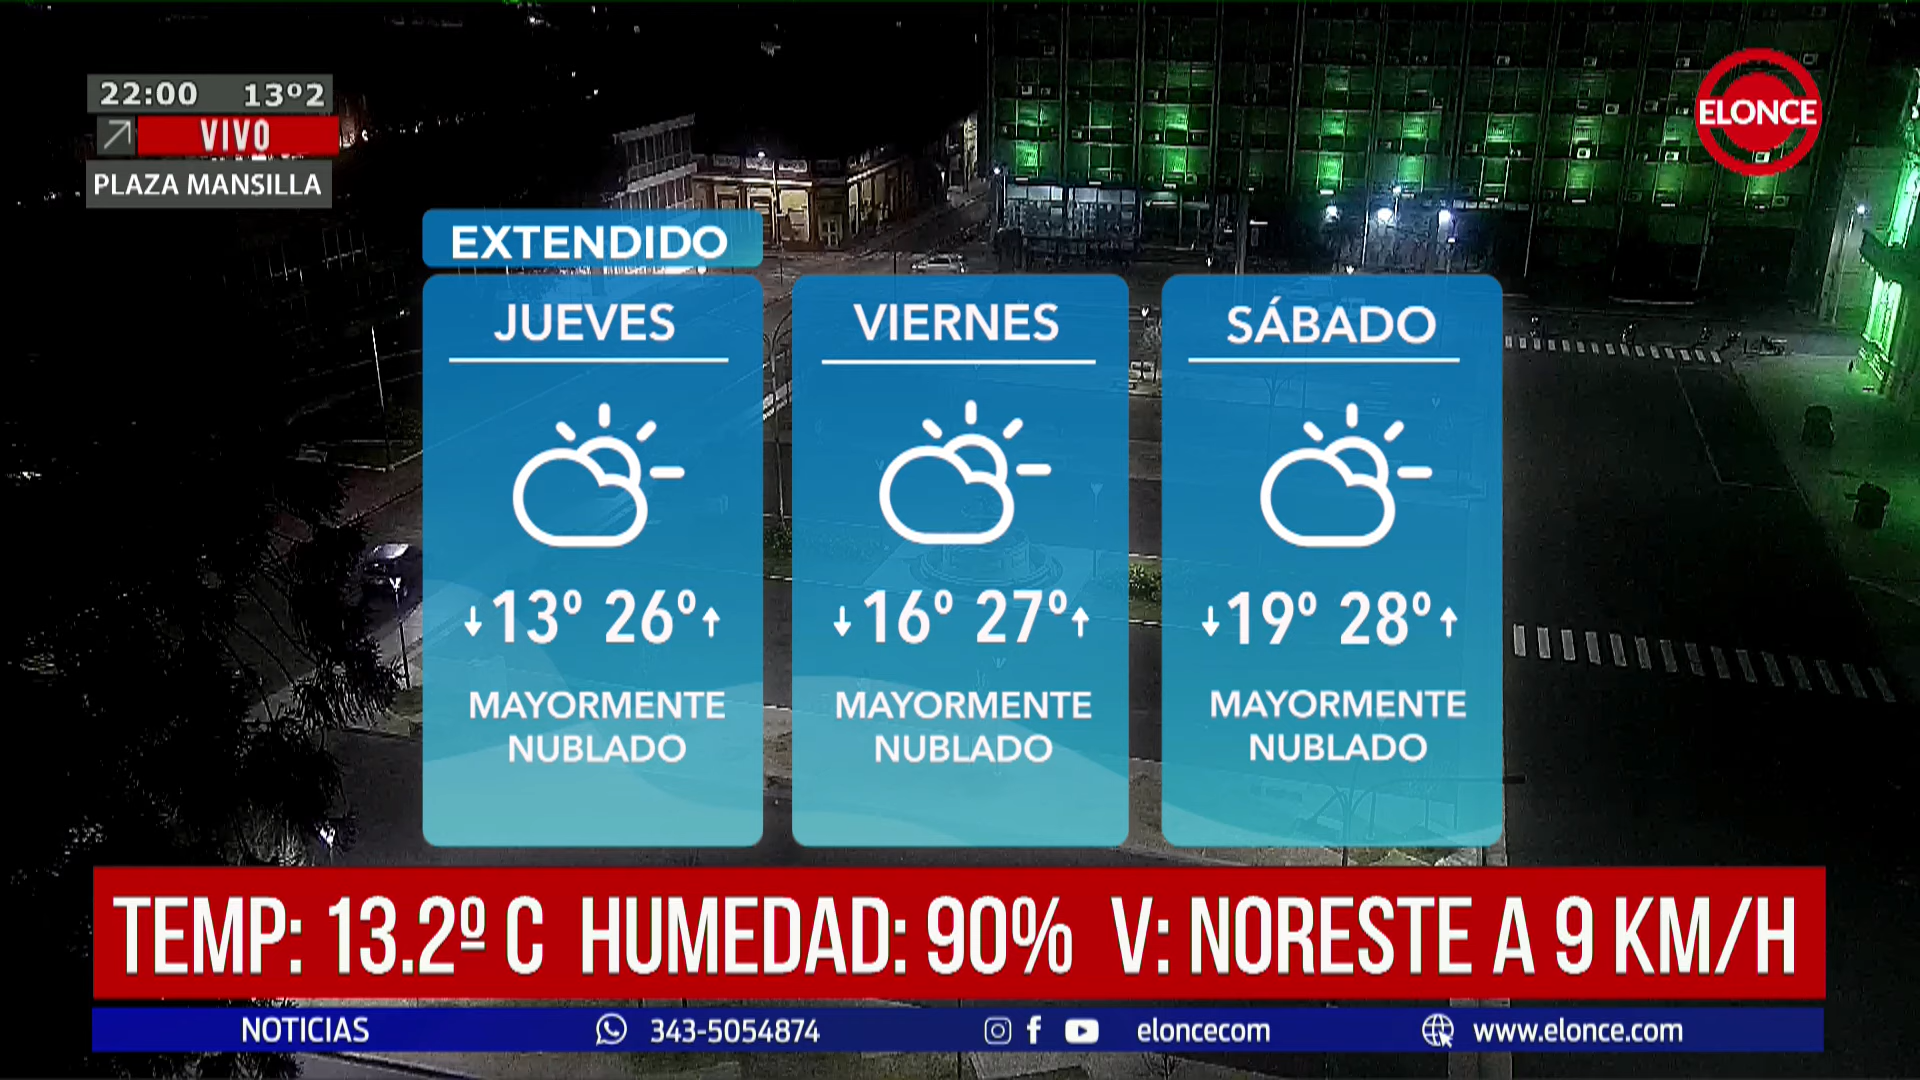 22:00 13º2
VIVO
PLAZA MANSILLA
ELONCE
EXTENDIDO
JUEVES
13º 26º
MAYORMENTE
NUBLADO
VIERNES
16º 27º
MAYORMENTE
NUBLADO
SÁBADO
19º 28º
MAYORMENTE
NUBLADO
TEMP: 13.2º C HUMEDAD: 90% V: NORESTE A 9 KM/H
NOTICIAS 343-5054874 eloncecom www.elonce.com